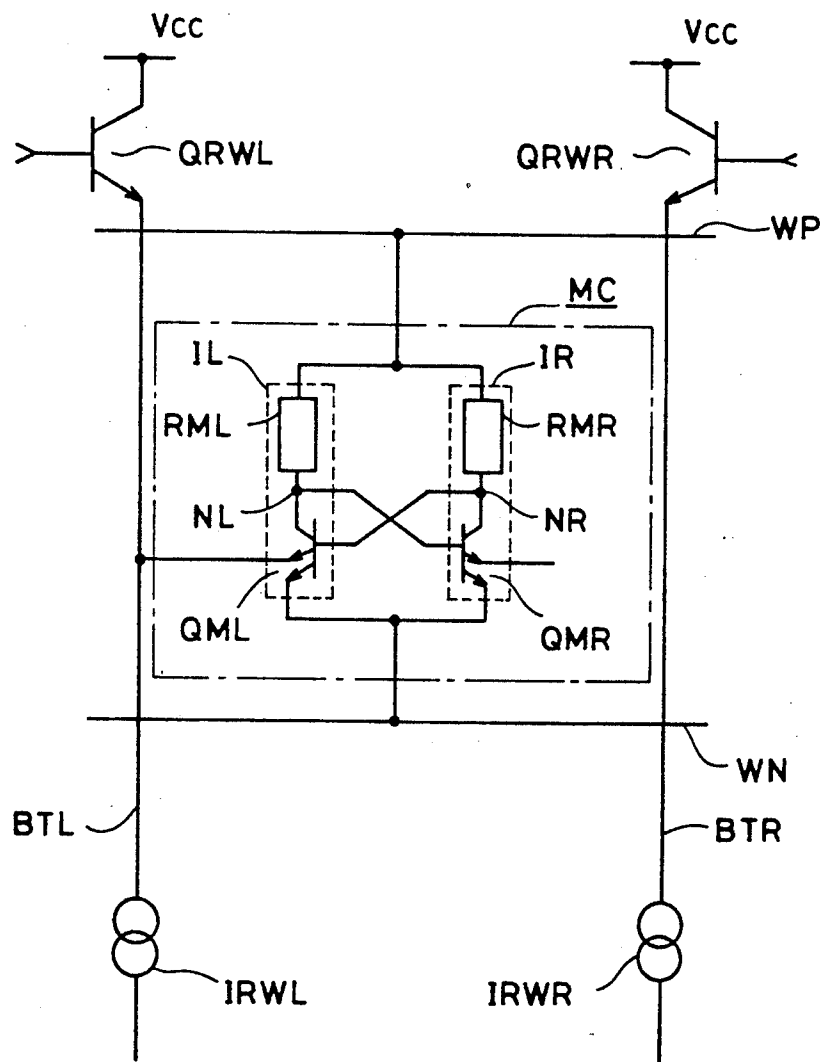 VCC
VCC
QRWL
QRWR
WP
MC
IL
IR
RML
RMR
NL
NR
QML
QMR
WN
BTL
BTR
IRWL
IRWR